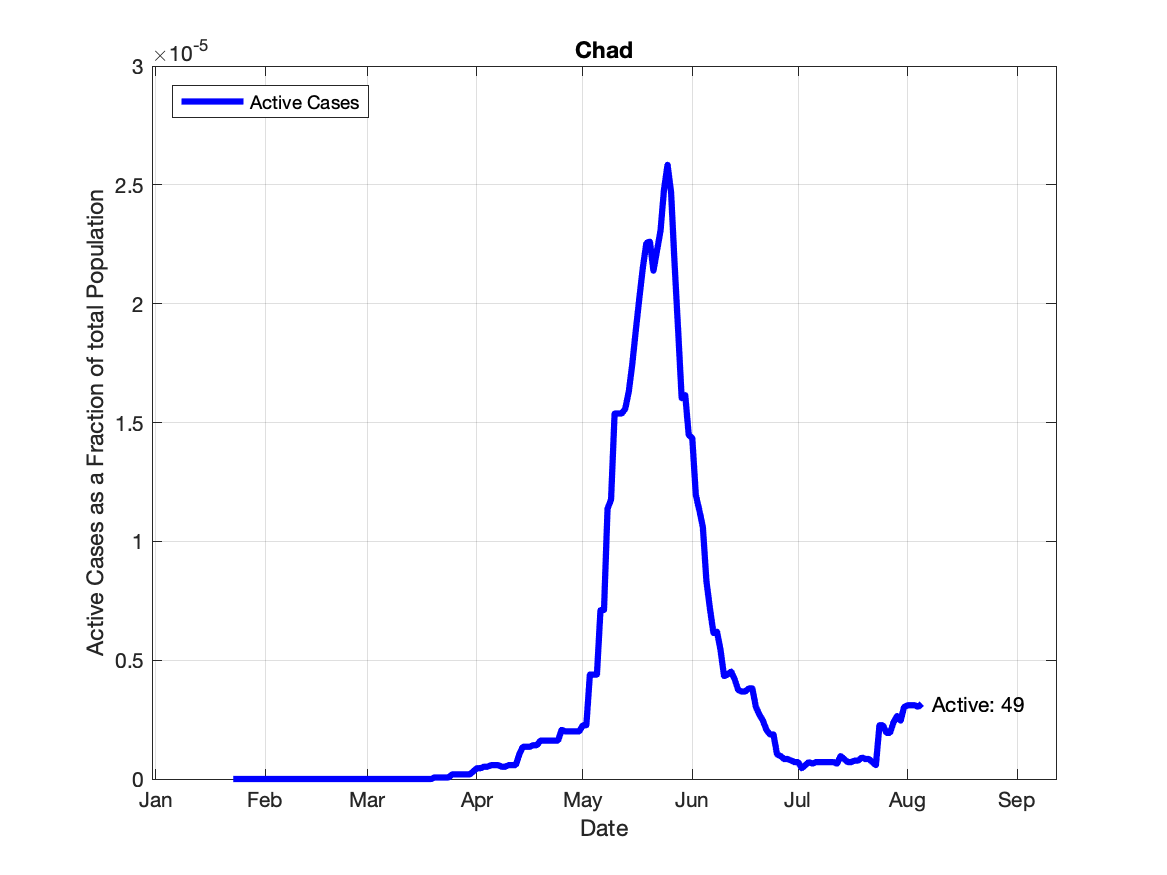 Chad
×10-5
3
2.5
2
1.5
1
0.5
0
Active Cases as a Fraction of total Population
Active Cases
Active: 49
Jan Feb Mar Apr May Jun Jul Aug Sep
Date